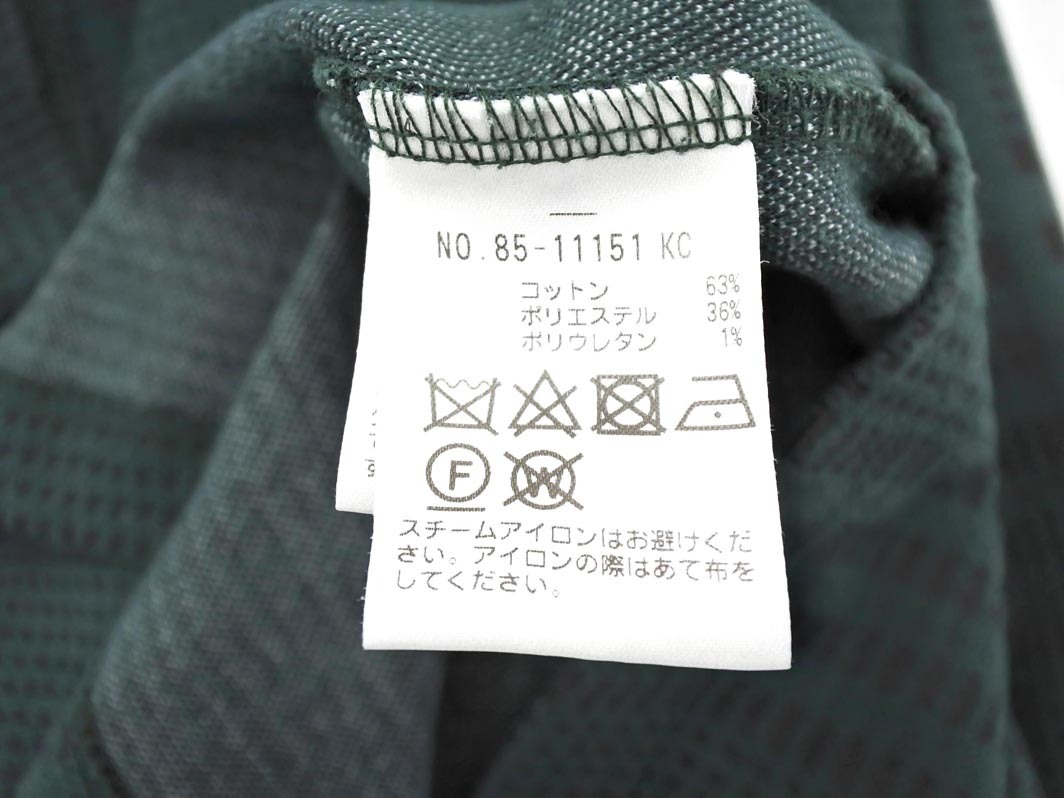 NO.85-11151 KC
コットン 63%
ポリエステル 36%
ポリウレタン 1%
F W
スチームアイロンはお避けくだ
さい。アイロンの際はあて布を
してください。